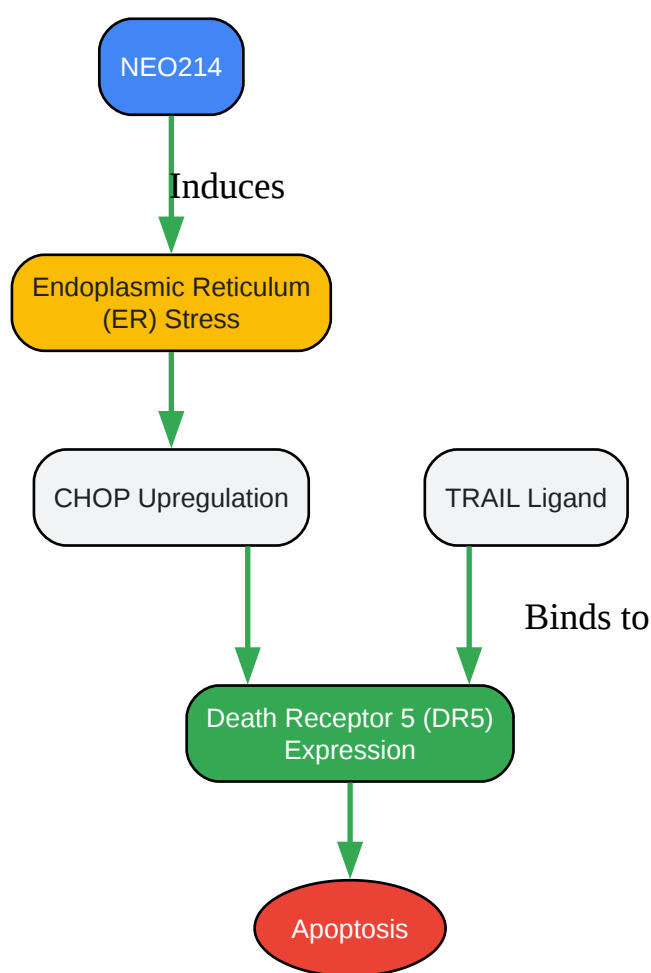 NEO214
Induces
Endoplasmic Reticulum
(ER) Stress
CHOP Upregulation
TRAIL Ligand
Binds to
Death Receptor 5 (DR5)
Expression
Apoptosis